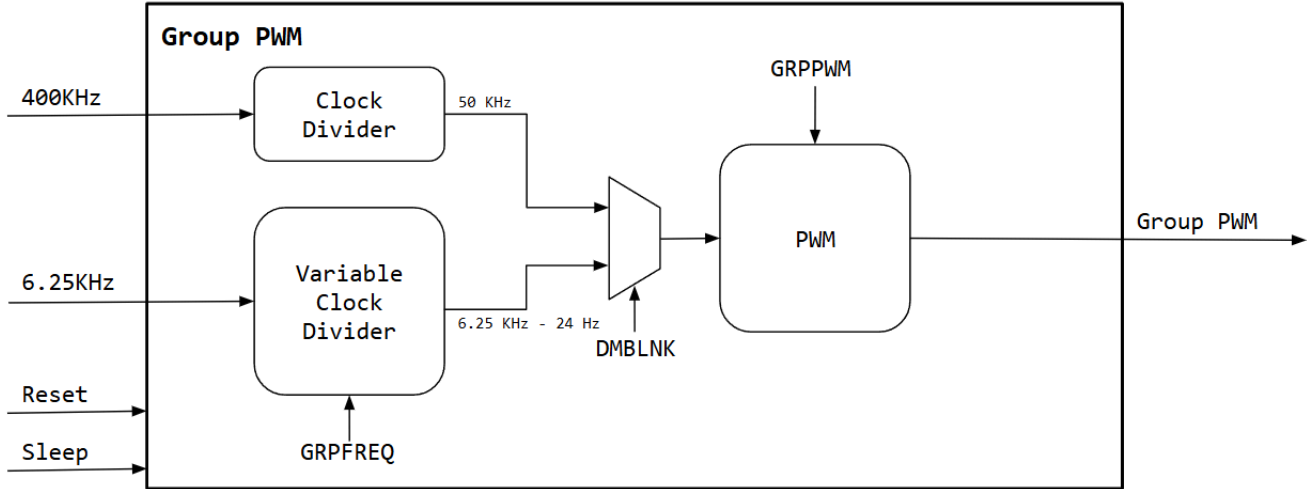 Group PWM
GRPPWM
400KHz
Clock
Divider
50 KHz
Group PWM
PWM
6.25KHz
Variable
Clock
Divider
6.25 KHz - 24 Hz
DMBLNK
Reset
Sleep
GRPFREQ